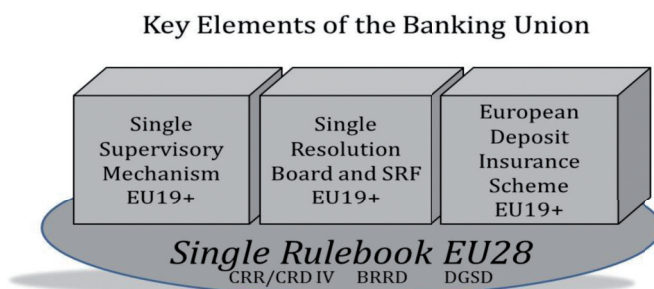 Key Elements of the Banking Union
Single
Supervisory
Mechanism
EU19+
Single
Resolution
Board and SRF
EU19+
European
Deposit
Insurance
Scheme
EU19+
Single Rulebook EU28
CRR/CRD IV BRRD DGSD